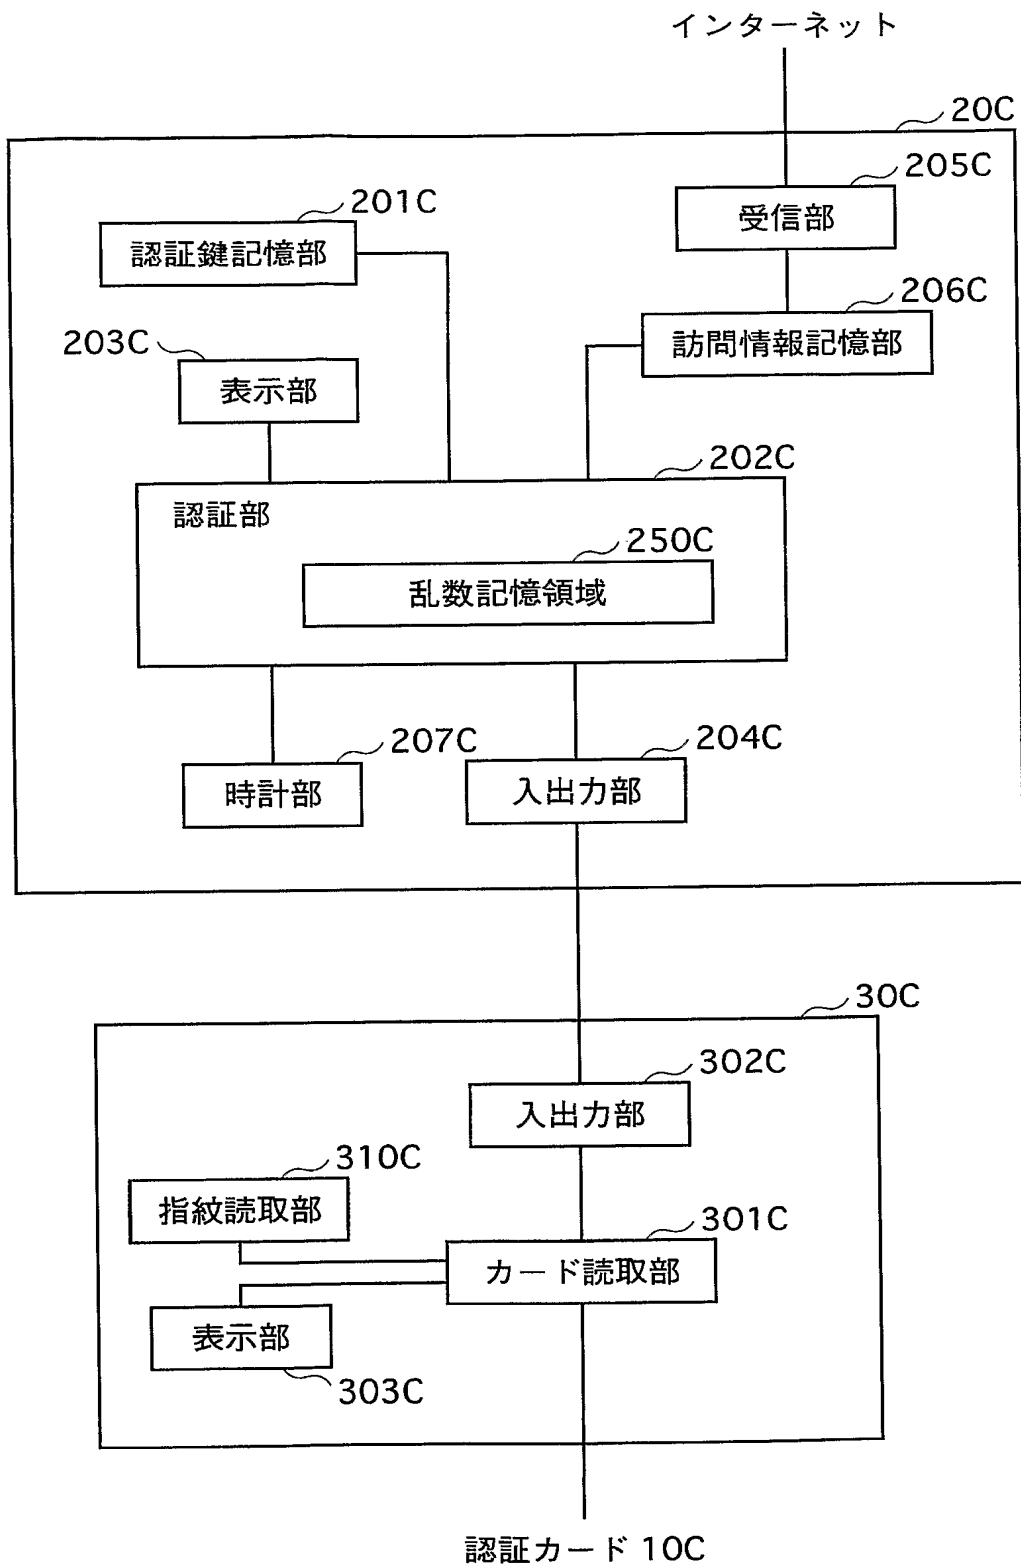 インターネット
20C
205C
受信部
201C
認証鍵記憶部
206C
訪問情報記憶部
203C
表示部
202C
認証部
250C
乱数記憶領域
207C
時計部
204C
入出力部
30C
302C
入出力部
310C
指紋読取部
301C
カード読取部
表示部
303C
認証カード 10C